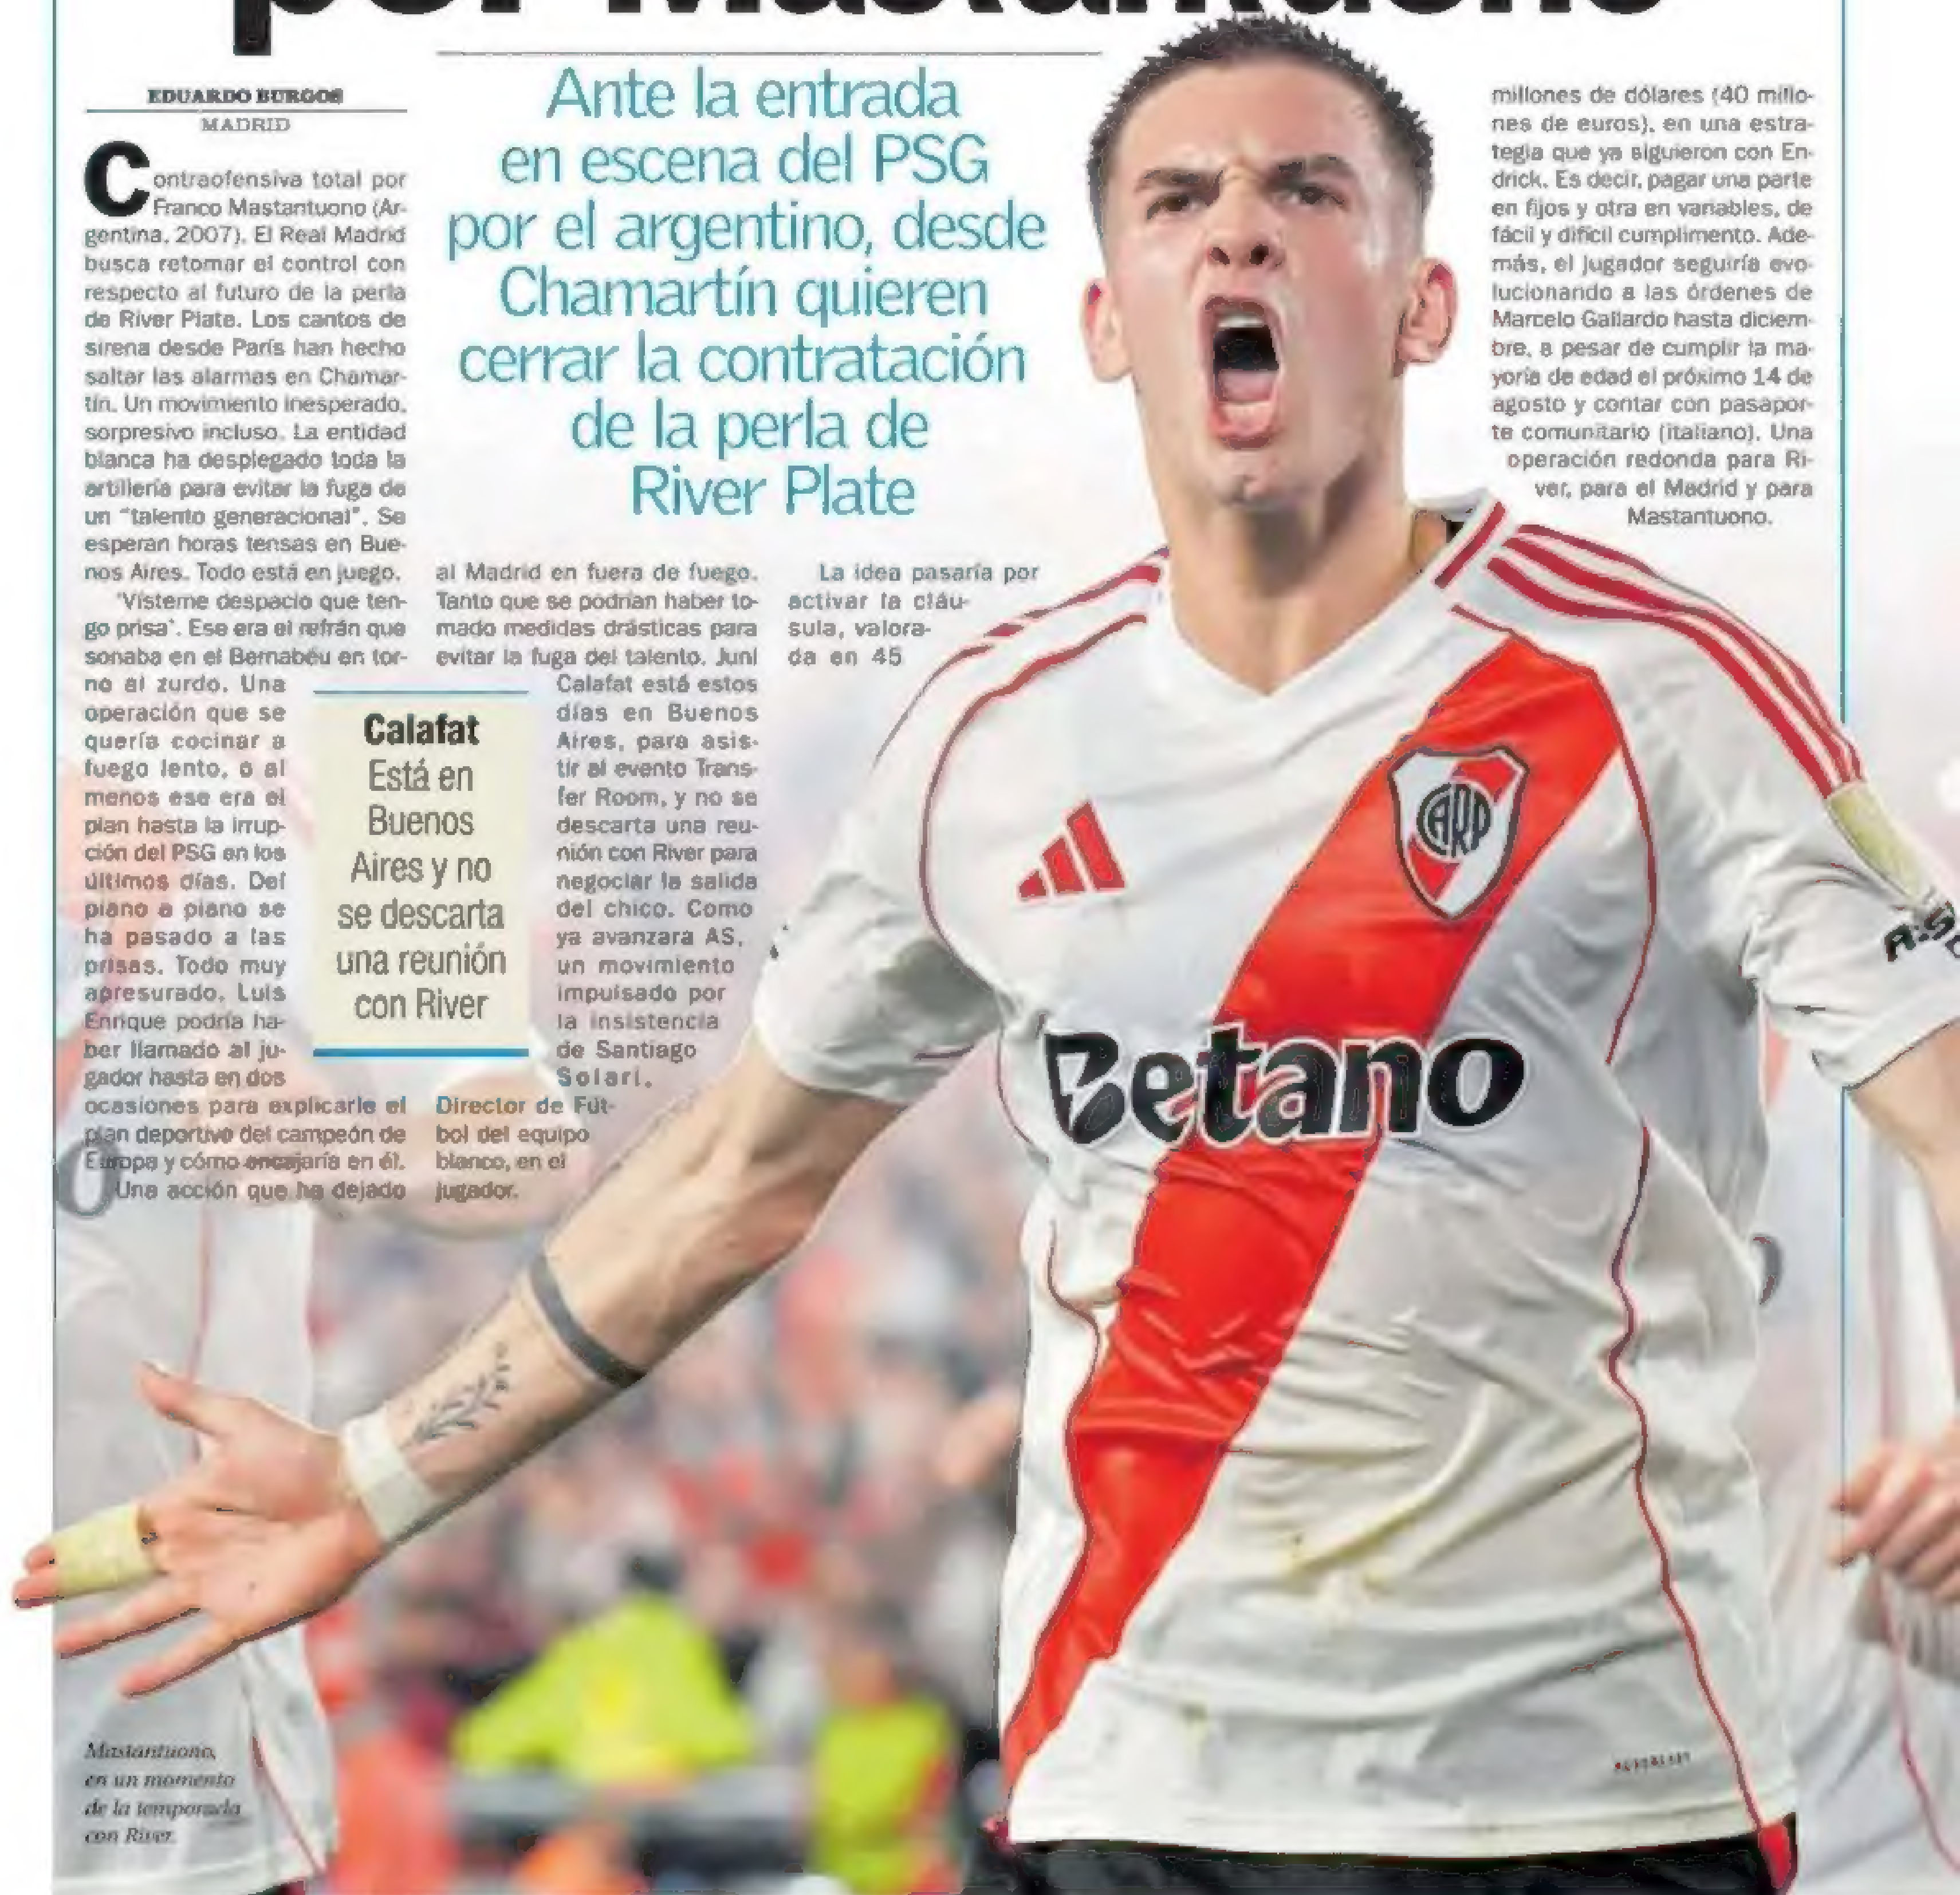 por Mastantuono
EDUARDO BURGOS
MADRID
Ante la entrada
en escena del PSG
por el argentino, desde
Chamartín quieren
cerrar la contratación
de la perla de
River Plate
Contraofensiva total por
Franco Mastantuono (Ar-
gentina, 2007). El Real Madrid
busca retomar el control con
respecto al futuro de la perla
de River Plate. Los cantos de
sirena desde París han hecho
saltar las alarmas en Chamar-
tín. Un movimiento inesperado,
sorpresivo incluso. La entidad
blanca ha desplegado toda la
artillería para evitar la fuga de
un "talento generacional". Se
esperan horas tensas en Bue-
nos Aires. Todo está en juego.
'Vísteme despacio que ten-
go prisa'. Ese era el refrán que
sonaba en el Bernabéu en tor-
no al zurdo. Una
operación que se
quería cocinar a
fuego lento, o al
menos ese era el
plan hasta la irrup-
ción del PSG en los
últimos días. Del
piano a piano se
ha pasado a las
prisas. Todo muy
apresurado. Luis
Enrique podría ha-
ber llamado al ju-
gador hasta en dos
ocasiones para explicarle el
plan deportivo del campeón de
Europa y cómo encajaría en él.
Una acción que ha dejado
al Madrid en fuera de fuego.
Tanto que se podrían haber to-
mado medidas drásticas para
evitar la fuga del talento. Juni
Calafat está estos
días en Buenos
Aires, para asis-
tir al evento Trans-
fer Room, y no se
descarta una reu-
nión con River para
negociar la salida
del chico. Como
ya avanzara AS,
un movimiento
impulsado por
la insistencia
de Santiago
Solari,
Director de Fút-
bol del equipo
blanco, en el
jugador.
Calafat
Está en
Buenos
Aires y no
se descarta
una reunión
con River
La idea pasaría por
activar la cláu-
sula, valora-
da en 45
millones de dólares (40 millo-
nes de euros), en una estra-
tegia que ya siguieron con En-
drick. Es decir, pagar una parte
en fijos y otra en variables, de
fácil y difícil cumplimento. Ade-
más, el jugador seguiría evo-
lucionando a las órdenes de
Marcelo Gallardo hasta diciem-
bre, a pesar de cumplir la ma-
yoría de edad el próximo 14 de
agosto y contar con pasapor-
te comunitario (italiano). Una
operación redonda para Ri-
ver, para el Madrid y para
Mastantuono.
CARP
Betano
Mastantuono,
en un momento
de la temporada
con River.